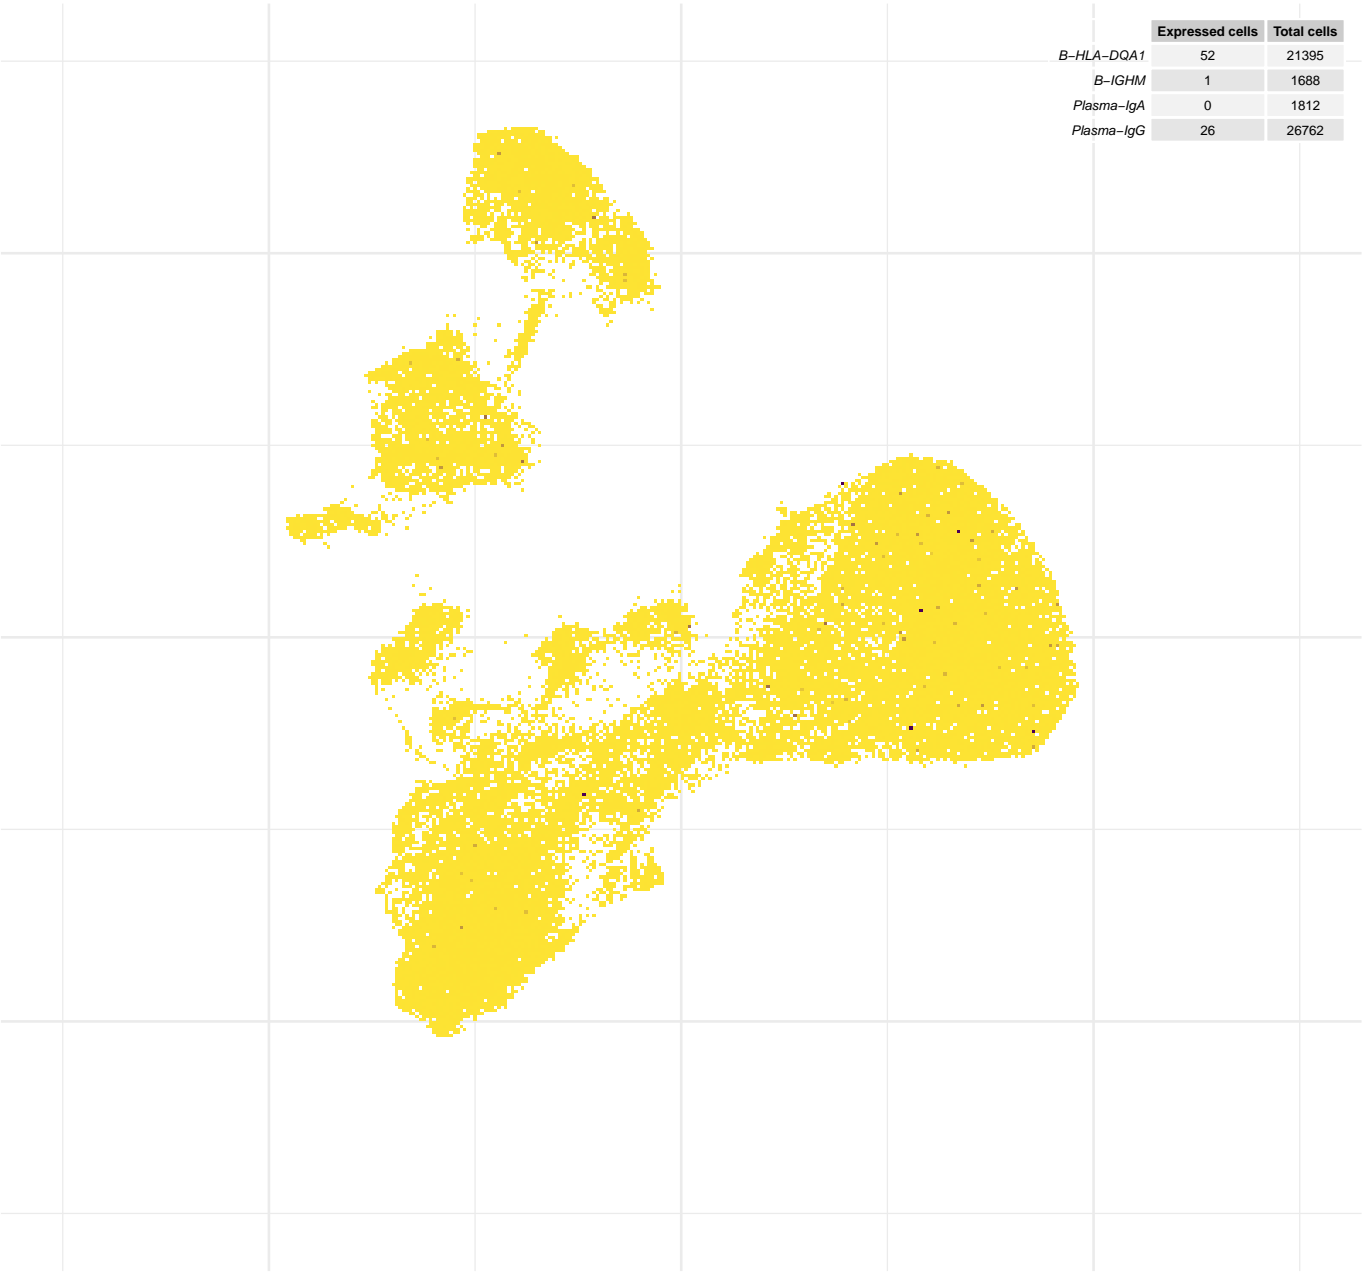 Expressed cells Total cells
B−HLA−DQA1 52 21395
B−IGHM 1 1688
Plasma−IgA 0 1812
Plasma−IgG 26 26762